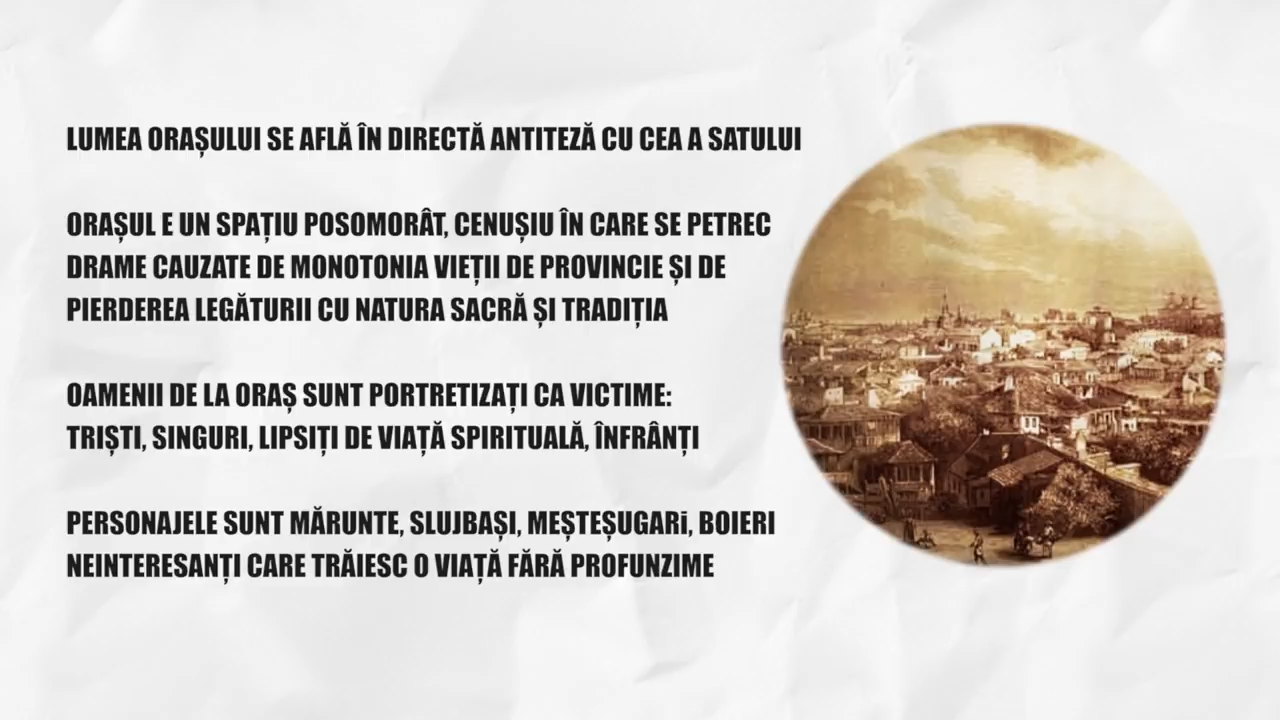 LUMEA ORAȘULUI SE AFLĂ ÎN DIRECTĂ ANTITEZĂ CU CEA A SATULUI
ORAȘUL E UN SPAȚIU POSOMORÂT, CENUȘIU ÎN CARE SE PETREC
DRAME CAUZATE DE MONOTONIA VIEȚII DE PROVINCIE ȘI DE
PIERDEREA LEGĂTURII CU NATURA SACRĂ ȘI TRADIȚIA
OAMENII DE LA ORAȘ SUNT PORTRETIZAȚI CA VICTIME:
TRIȘTI, SINGURI, LIPSIȚI DE VIAȚĂ SPIRITUALĂ, ÎNFRÂNȚI
PERSONAJELE SUNT MĂRUNTE, SLUJBAȘI, MEȘTEȘUGARi, BOIERI
NEINTERESANȚI CARE TRĂIESC O VIAȚĂ FĂRĂ PROFUNZIME